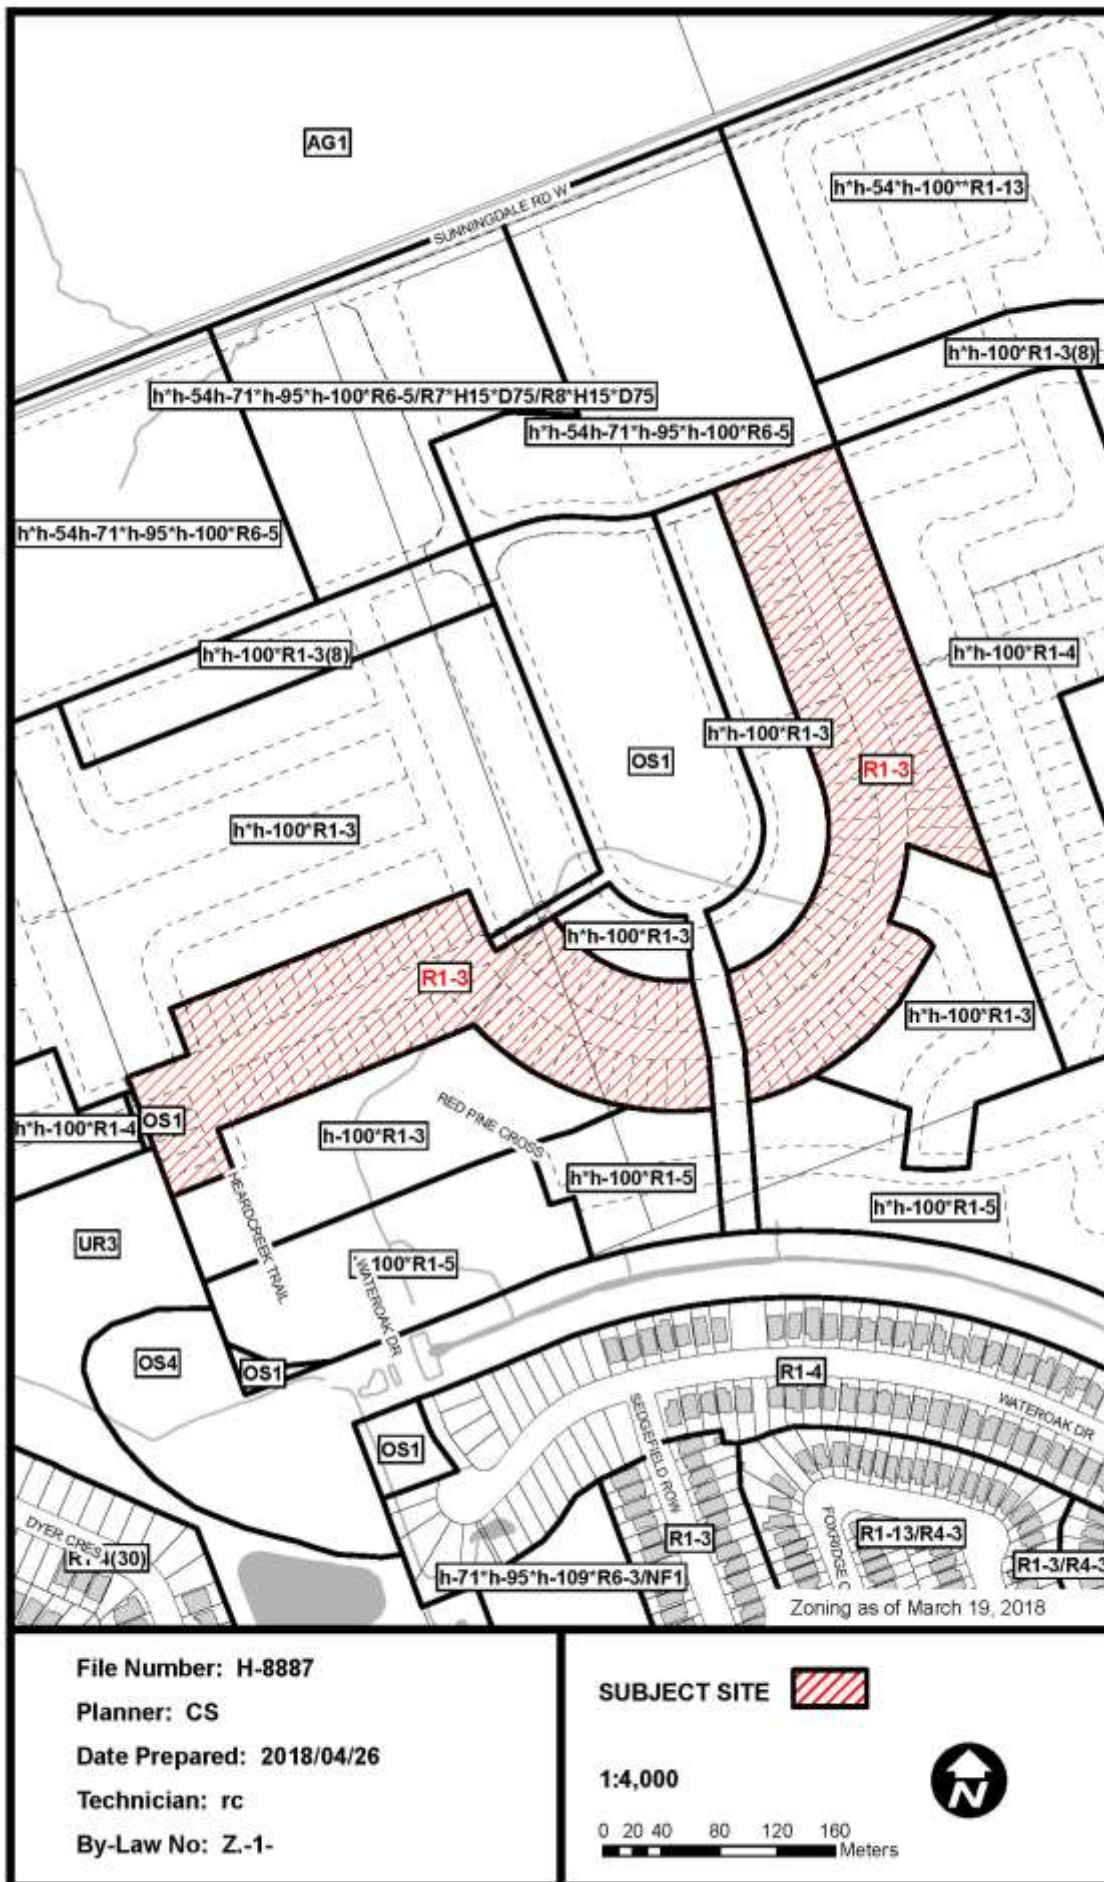 AG1
SUNNINGDALE RD W
h*h-54*h-100**R1-13
h*h-100*R1-3(8)
h*h-54h-71*h-95*h-100*R6-5/R7*H15*D75/R8*H15*D75
h*h-54h-71*h-95*h-100*R6-5
h*h-54h-71*h-95*h-100*R6-5
h*h-100*R1-3(8)
h*h-100*R1-4
h*h-100*R1-3
OS1
R1-3
h*h-100*R1-3
h*h-100*R1-3
R1-3
h*h-100*R1-3
h*h-100*R1-4
OS1
RED PINE CROSS
h-100*R1-3
h*h-100*R1-5
HEARDCREEK TRAIL
h*h-100*R1-5
UR3
100*R1-5
WATEROAK DR
OS4
OS1
R1-4
WATEROAK DR
SEDGEFIELD ROW
OS1
DYER CRES
(30)
R1-3
FOXRIDGE
R1-13/R4-3
R1-3/R4-3
h-71*h-95*h-109*R6-3/NF1
Zoning as of March 19, 2018
File Number: H-8887
Planner: CS
Date Prepared: 2018/04/26
Technician: rc
By-Law No: Z.-1-
SUBJECT SITE
1:4,000
N
0 20 40 80 120 160
Meters